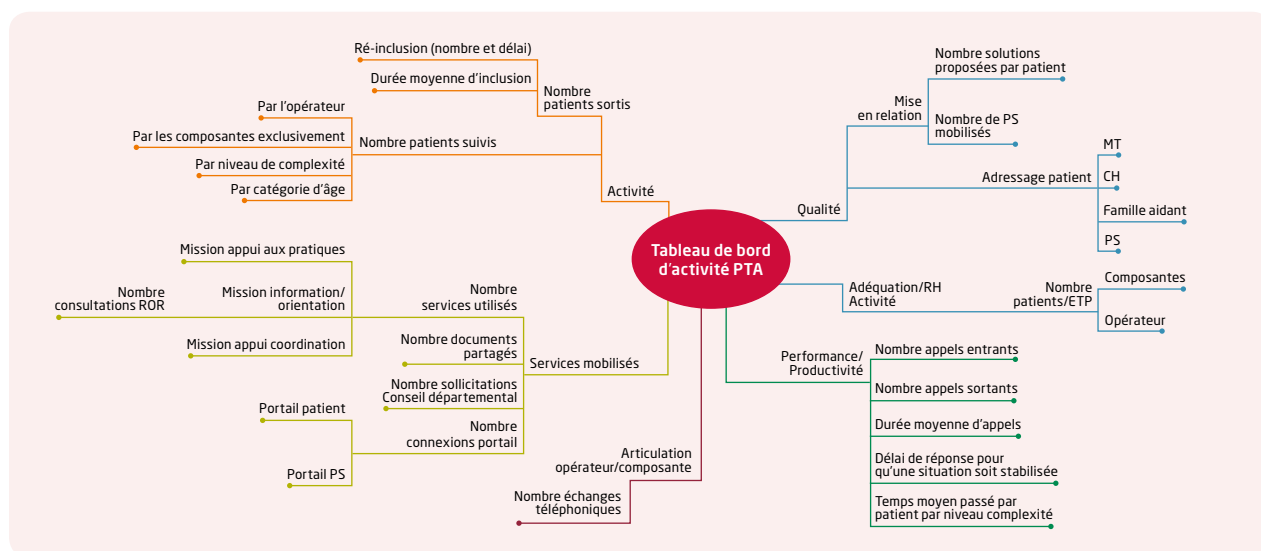 Tableau de bord
d'activité PTA
Activité
Nombre
patients sortis
Ré-inclusion (nombre et délai)
Durée moyenne d'inclusion
Nombre patients suivis
Par l'opérateur
Par les composantes exclusivement
Par niveau de complexité
Par catégorie d'âge
Qualité
Mise
en relation
Nombre solutions
proposées par patient
Nombre de PS
mobilisés
Adressage patient
MT
CH
Famille aidant
PS
Adéquation/RH
Activité
Nombre
patients/ETP
Composantes
Opérateur
Performance/
Productivité
Nombre appels entrants
Nombre appels sortants
Durée moyenne d'appels
Délai de réponse pour
qu'une situation soit stabilisée
Temps moyen passé par
patient par niveau complexité
Articulation
opérateur/composante
Nombre échanges
téléphoniques
Services mobilisés
Nombre
services utilisés
Mission appui aux pratiques
Mission information/
orientation
Nombre
consultations ROR
Mission appui coordination
Nombre documents
partagés
Nombre sollicitations
Conseil départemental
Nombre
connexions portail
Portail patient
Portail PS